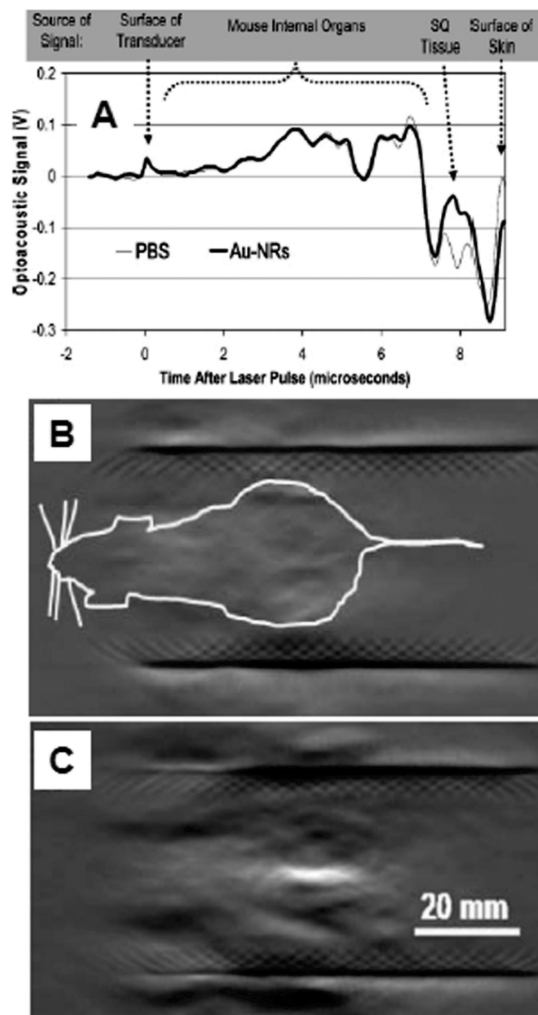 Source of Signal: Surface of Transducer Mouse Internal Organs SQ Tissue Surface of Skin
A
Optoacoustic Signal (V)
0.2
0.1
0
-0.1
-0.2
-0.3
PBS Au-NRs
-2 0 2 4 6 8
Time After Laser Pulse (microseconds)
B
C
20 mm